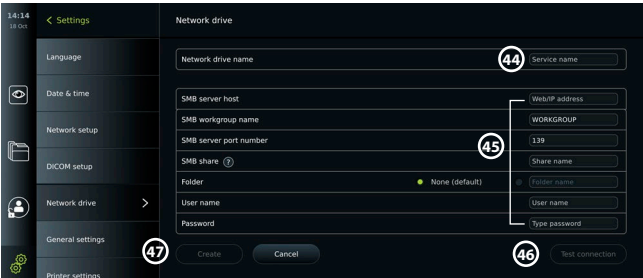 14:14
18 Oct
Settings
Network drive
Language
Date & time
Network setup
DICOM setup
Network drive
General settings
Printer settings
Network drive name
44
Service name
SMB server host
Web/IP address
SMB workgroup name
WORKGROUP
SMB server port number
139
45
SMB share ?
Share name
Folder
None (default)
Folder name
User name
User name
Password
Type password
47
Create
Cancel
46
Test connection